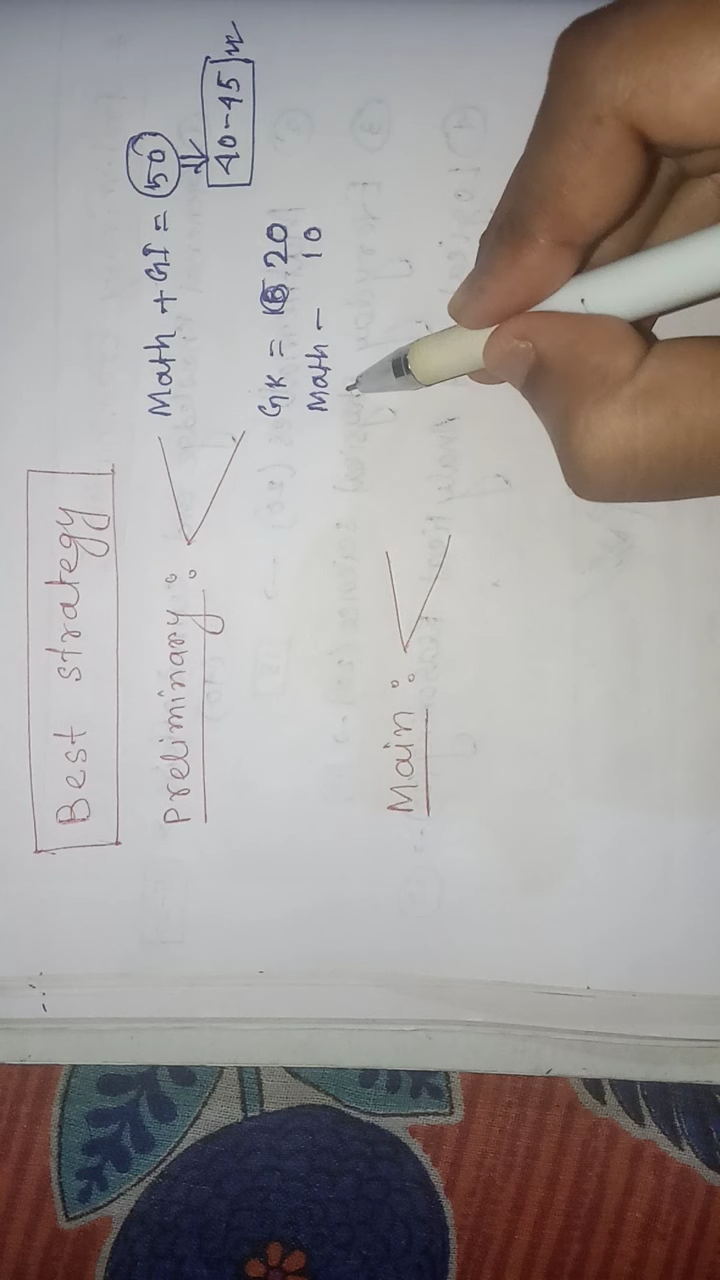 Best strategy
Preliminary :
Math + GI = 50
40-45
GK = 20
Math - 10
Main :